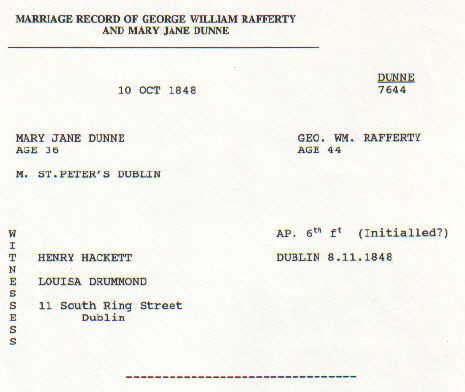 MARRIAGE RECORD OF GEORGE WILLIAM RAFFERTY
AND MARY JANE DUNNE
DUNNE
10 OCT 1848 7644
MARY JANE DUNNE GEO. WM. RAFFERTY
AGE 36 AGE 44
M. ST.PETER'S DUBLIN
AP. 6th ft (Initialled?)
WITNESSESS
HENRY HACKETT DUBLIN 8.11.1848
LOUISA DRUMMOND
11 South Ring Street
Dublin